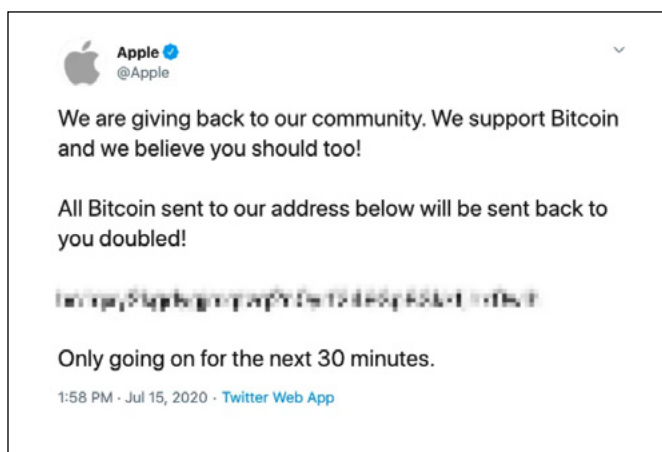 Apple
@Apple
We are giving back to our community. We support Bitcoin
and we believe you should too!
All Bitcoin sent to our address below will be sent back to
you doubled!
Only going on for the next 30 minutes.
1:58 PM · Jul 15, 2020 · Twitter Web App